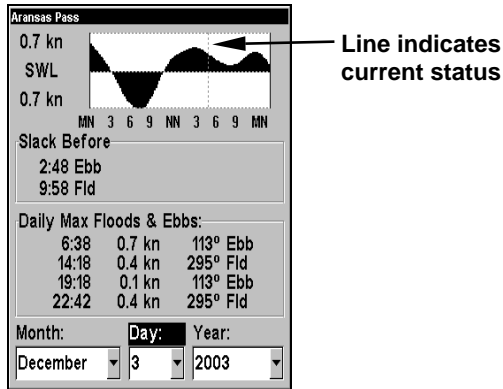 Aransas Pass
0.7 kn
SWL
0.7 kn
MN 3 6 9 NN 3 6 9 MN
Line indicates
current status
Slack Before
2:48 Ebb
9:58 Fld
Daily Max Floods & Ebbs:
6:38 0.7 kn 113º Ebb
14:18 0.4 kn 295º Fld
19:18 0.1 kn 113º Ebb
22:42 0.4 kn 295º Fld
Month: Day: Year:
December 3 2003